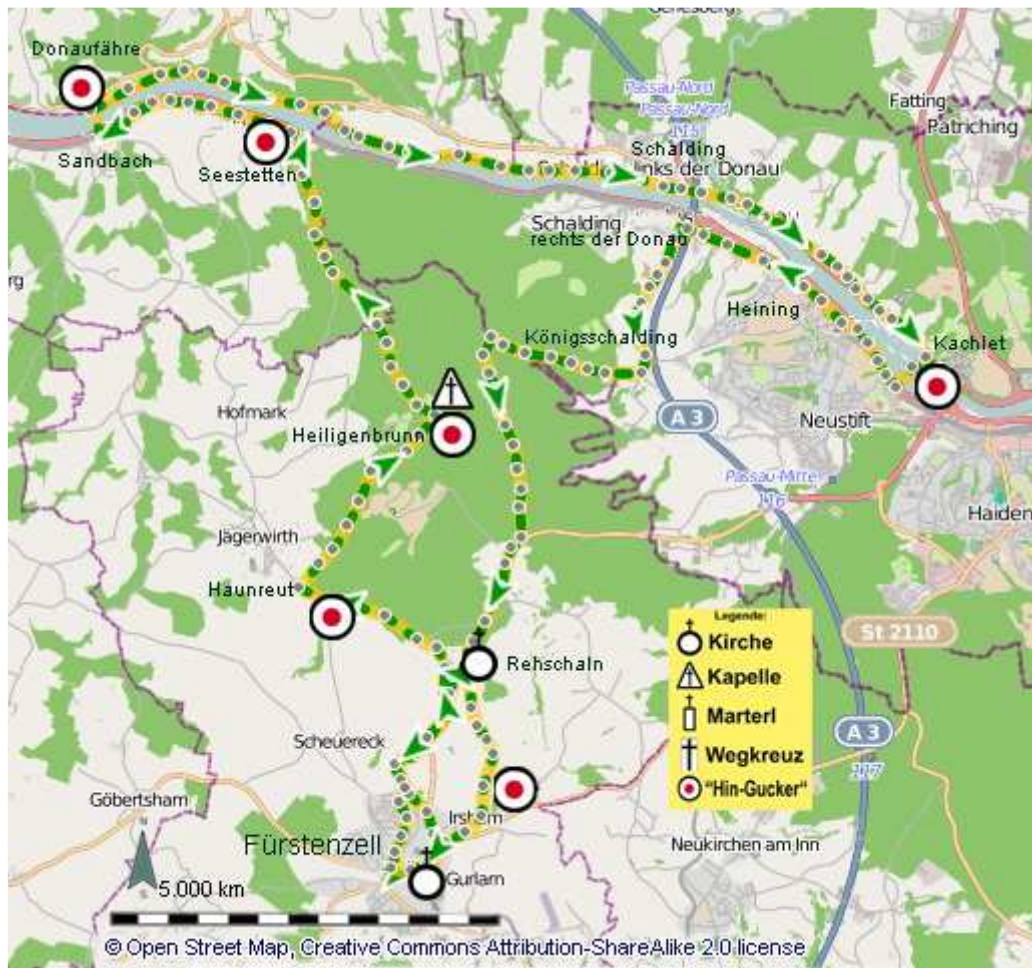 Donaufähre
Sandbach
Seestetten
Passau-Nord
Passau-Nord
115
Schalding
links der Donau
Schalding
rechts der Donau
Fatting
Patriching
Heining
Kachlet
Königsschalding
Neustift
A 3
Hofmark
Heiligenbrunn
Passau-Mitte
116
Haiden
Jägerwirth
Haunreut
St 2110
Rehschaln
Legende:
Kirche
Kapelle
Marterl
Wegkreuz
"Hin-Gucker"
A 3
117
Scheuereck
Göbertsham
Irsham
Fürstenzell
Neukirchen am Inn
Gurlarn
5.000 km
© Open Street Map, Creative Commons Attribution-ShareAlike 2.0 license